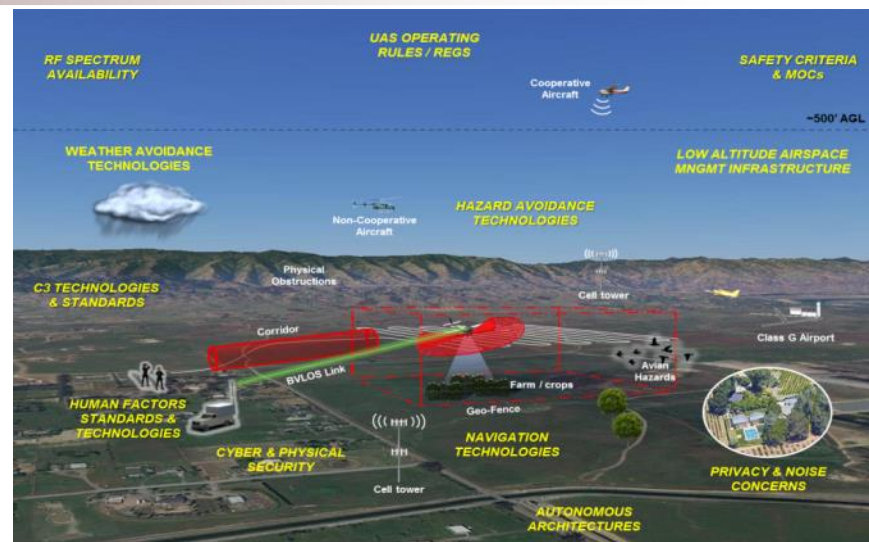 UAS OPERATING
RULES / REGS
RF SPECTRUM
AVAILABILITY
SAFETY CRITERIA
& MOCs
Cooperative
Aircraft
~500' AGL
WEATHER AVOIDANCE
TECHNOLOGIES
LOW ALTITUDE AIRSPACE
MNGMT INFRASTRUCTURE
HAZARD AVOIDANCE
TECHNOLOGIES
Non-Cooperative
Aircraft
Physical
Obstructions
C3 TECHNOLOGIES
& STANDARDS
Cell tower
Corridor
Class G Airport
BVLOS Link
Avian
Hazards
Farm / crops
Geo-Fence
HUMAN FACTORS
STANDARDS &
TECHNOLOGIES
NAVIGATION
TECHNOLOGIES
CYBER & PHYSICAL
SECURITY
PRIVACY & NOISE
CONCERNS
Cell tower
AUTONOMOUS
ARCHITECTURES